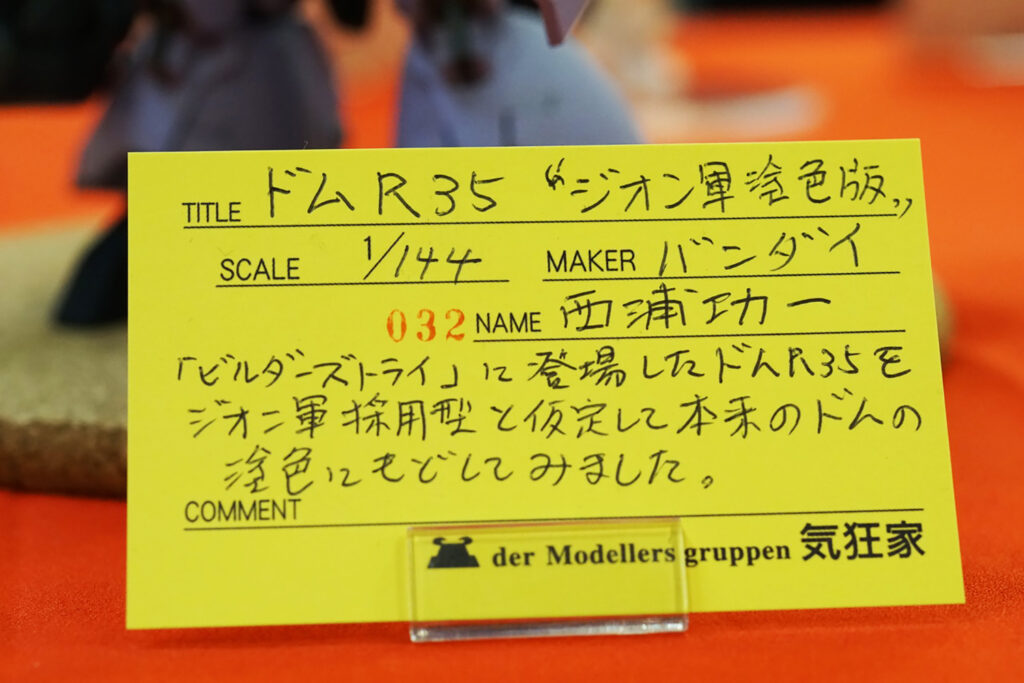 TITLE ドムR35 〝ジオン軍塗色版〟
SCALE 1/144 MAKER バンダイ
032 NAME 西浦功一
「ビルダーズトライ」に登場したドムR35を
ジオン軍採用型と仮定して本来のドムの
塗色にもどしてみました。
COMMENT
der Modellers gruppen 気狂家